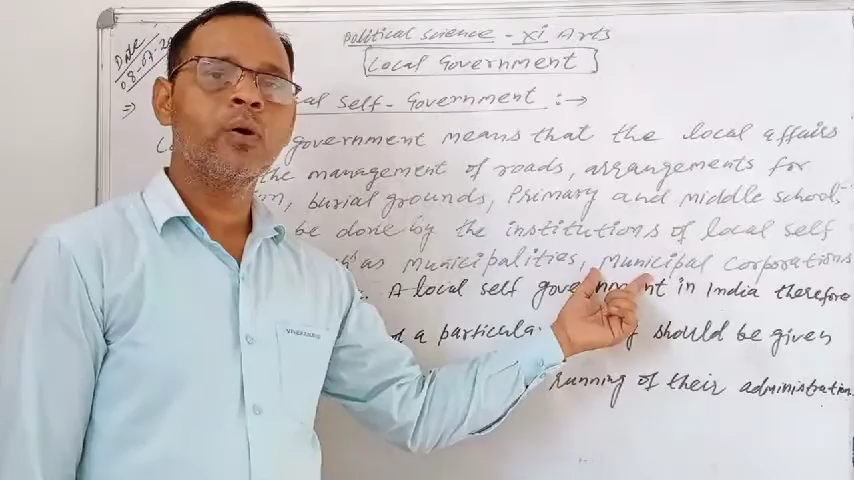 Political Science - XI Arts
Date
08-07-20
Local Government
⇒ cal Self-Government :→
government means that the local affairs
the management of roads, arrangements for
burial grounds, Primary and middle school,
be done by the institutions of local self
as Municipalities, Municipal Corporations
A local self government in India therefore
a particula should be given
running of their administration